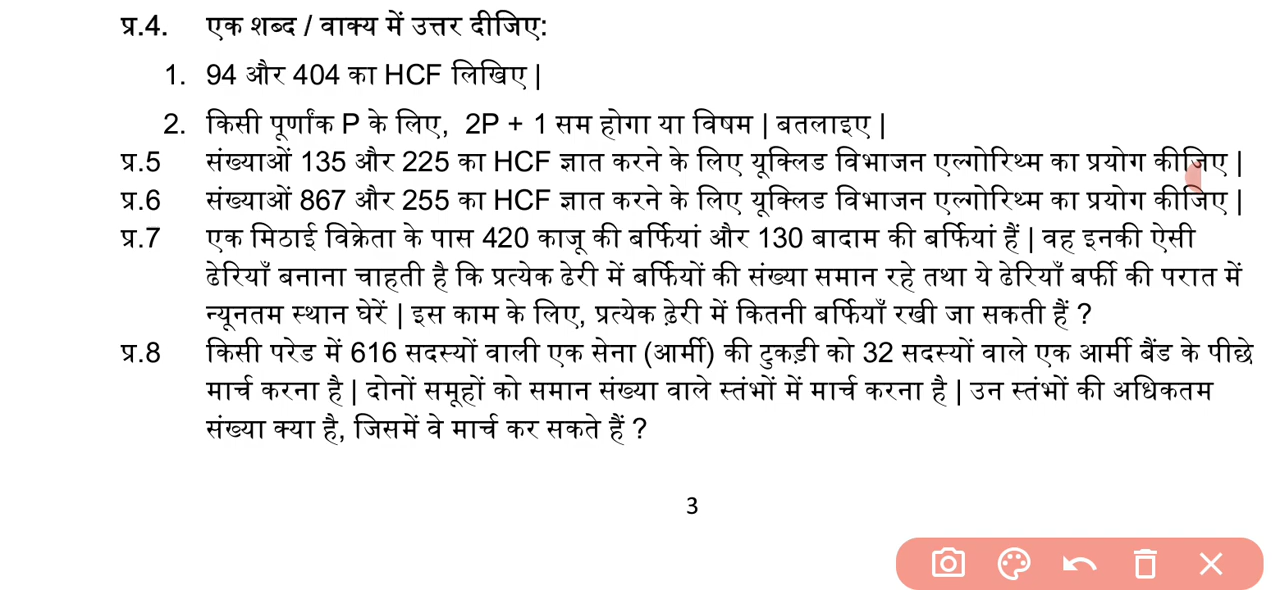 प्र.4. एक शब्द / वाक्य में उत्तर दीजिए:
1. 94 और 404 का HCF लिखिए |
2. किसी पूर्णांक P के लिए, 2P + 1 सम होगा या विषम | बतलाइए |
प्र.5 संख्याओं 135 और 225 का HCF ज्ञात करने के लिए यूक्लिड विभाजन एल्गोरिथ्म का प्रयोग कीजिए |
प्र.6 संख्याओं 867 और 255 का HCF ज्ञात करने के लिए यूक्लिड विभाजन एल्गोरिथ्म का प्रयोग कीजिए |
प्र.7 एक मिठाई विक्रेता के पास 420 काजू की बर्फियां और 130 बादाम की बर्फियां हैं | वह इनकी ऐसी
ढेरियाँ बनाना चाहती है कि प्रत्येक ढेरी में बर्फियों की संख्या समान रहे तथा ये ढेरियाँ बर्फी की परात में
न्यूनतम स्थान घेरें | इस काम के लिए, प्रत्येक ढ़ेरी में कितनी बर्फियाँ रखी जा सकती हैं ?
प्र.8 किसी परेड में 616 सदस्यों वाली एक सेना (आर्मी) की टुकड़ी को 32 सदस्यों वाले एक आर्मी बैंड के पीछे
मार्च करना है | दोनों समूहों को समान संख्या वाले स्तंभों में मार्च करना है | उन स्तंभों की अधिकतम
संख्या क्या है, जिसमें वे मार्च कर सकते हैं ?
3